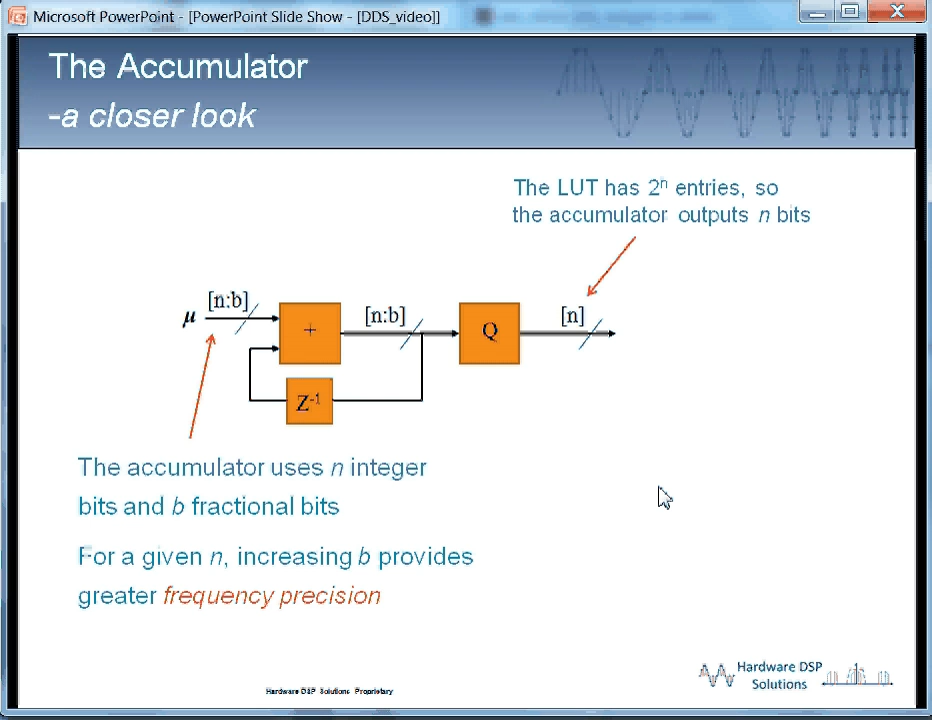 Microsoft PowerPoint - [PowerPoint Slide Show - [DDS_video]]
The Accumulator
-a closer look
The LUT has 2ⁿ entries, so
the accumulator outputs n bits
μ [n:b] + [n:b] Q [n]
Z⁻¹
The accumulator uses n integer
bits and b fractional bits
For a given n, increasing b provides
greater frequency precision
Hardware DSP Solutions Proprietary
Hardware DSP
Solutions